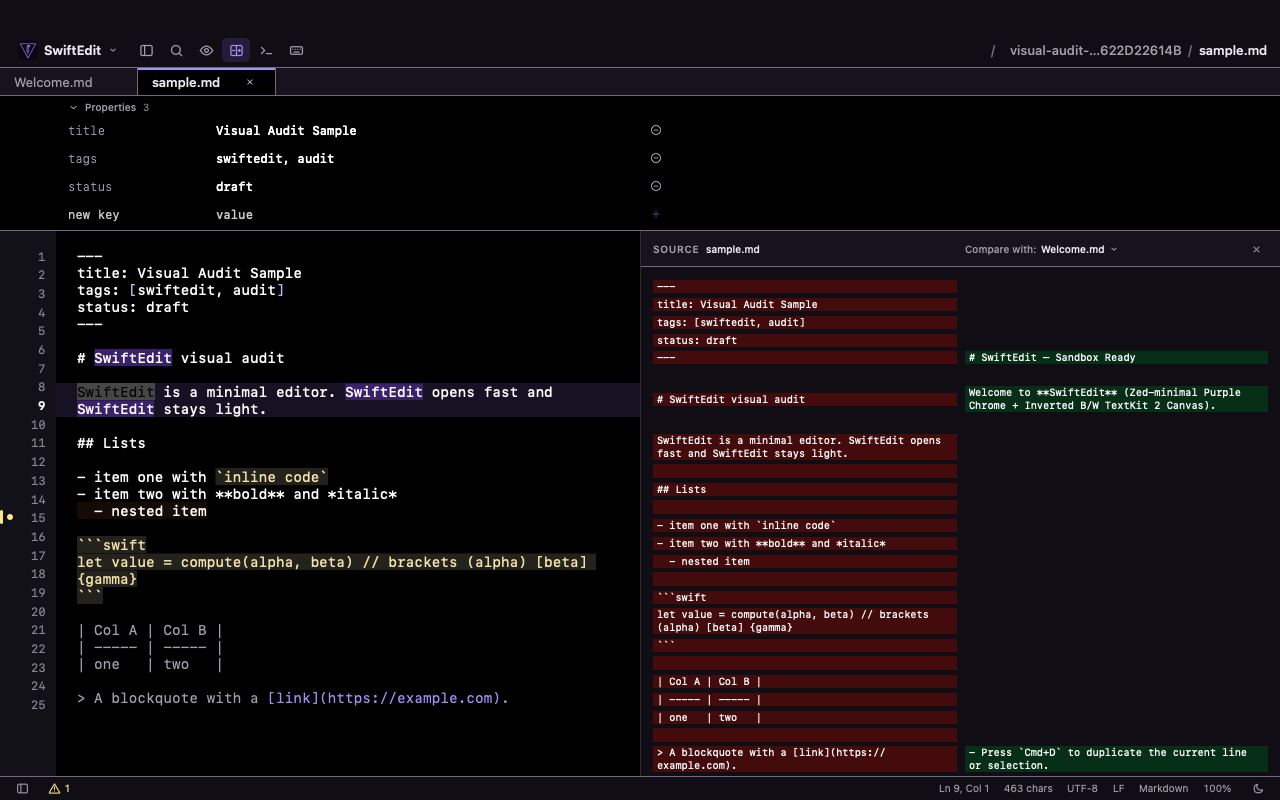 SwiftEdit
/ visual-audit-...622D22614B / sample.md
Welcome.md
sample.md ×
Properties 3
title Visual Audit Sample
tags swiftedit, audit
status draft
new key value +
1 ---
2 title: Visual Audit Sample
3 tags: [swiftedit, audit]
4 status: draft
5 ---
6
7 # SwiftEdit visual audit
8 SwiftEdit is a minimal editor. SwiftEdit opens fast and
9 SwiftEdit stays light.
10
11 ## Lists
12
13 - item one with `inline code`
14 - item two with **bold** and *italic*
15   - nested item
16
```swift
17 let value = compute(alpha, beta) // brackets (alpha) [beta]
18 {gamma}
19 ```
20
21 | Col A | Col B |
22 | ----- | ----- |
23 | one   | two   |
24
25 > A blockquote with a [link](https://example.com).
SOURCE sample.md
Compare with: Welcome.md ×
---
title: Visual Audit Sample
tags: [swiftedit, audit]
status: draft
---
# SwiftEdit visual audit
SwiftEdit is a minimal editor. SwiftEdit opens
fast and SwiftEdit stays light.
## Lists
- item one with `inline code`
- item two with **bold** and *italic*
  - nested item
```swift
let value = compute(alpha, beta) // brackets
(alpha) [beta] {gamma}
```
| Col A | Col B |
| ----- | ----- |
| one   | two   |
> A blockquote with a [link](https://
example.com).
# SwiftEdit — Sandbox Ready
Welcome to **SwiftEdit** (Zed-minimal Purple
Chrome + Inverted B/W TextKit 2 Canvas).
- Press `Cmd+D` to duplicate the current line
or selection.
1
Ln 9, Col 1 463 chars UTF-8 LF Markdown 100%